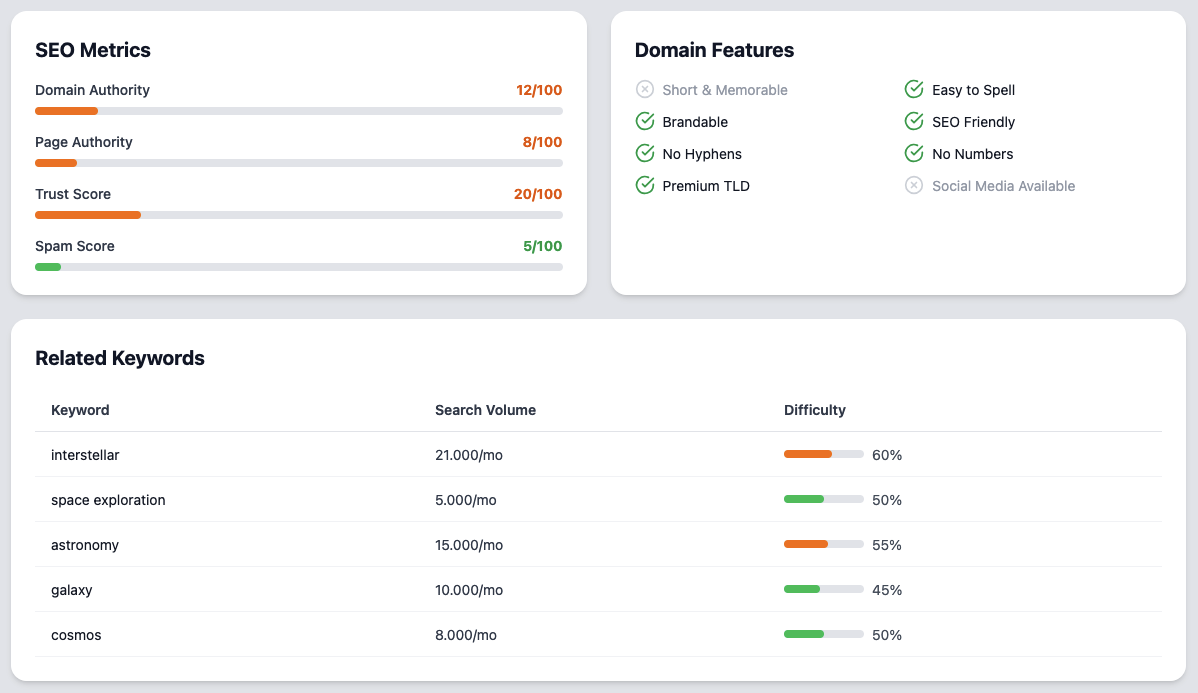 SEO Metrics
Domain Authority 12/100
Page Authority 8/100
Trust Score 20/100
Spam Score 5/100
Domain Features
Short & Memorable Easy to Spell
Brandable SEO Friendly
No Hyphens No Numbers
Premium TLD Social Media Available
Related Keywords
Keyword Search Volume Difficulty
interstellar 21.000/mo 60%
space exploration 5.000/mo 50%
astronomy 15.000/mo 55%
galaxy 10.000/mo 45%
cosmos 8.000/mo 50%